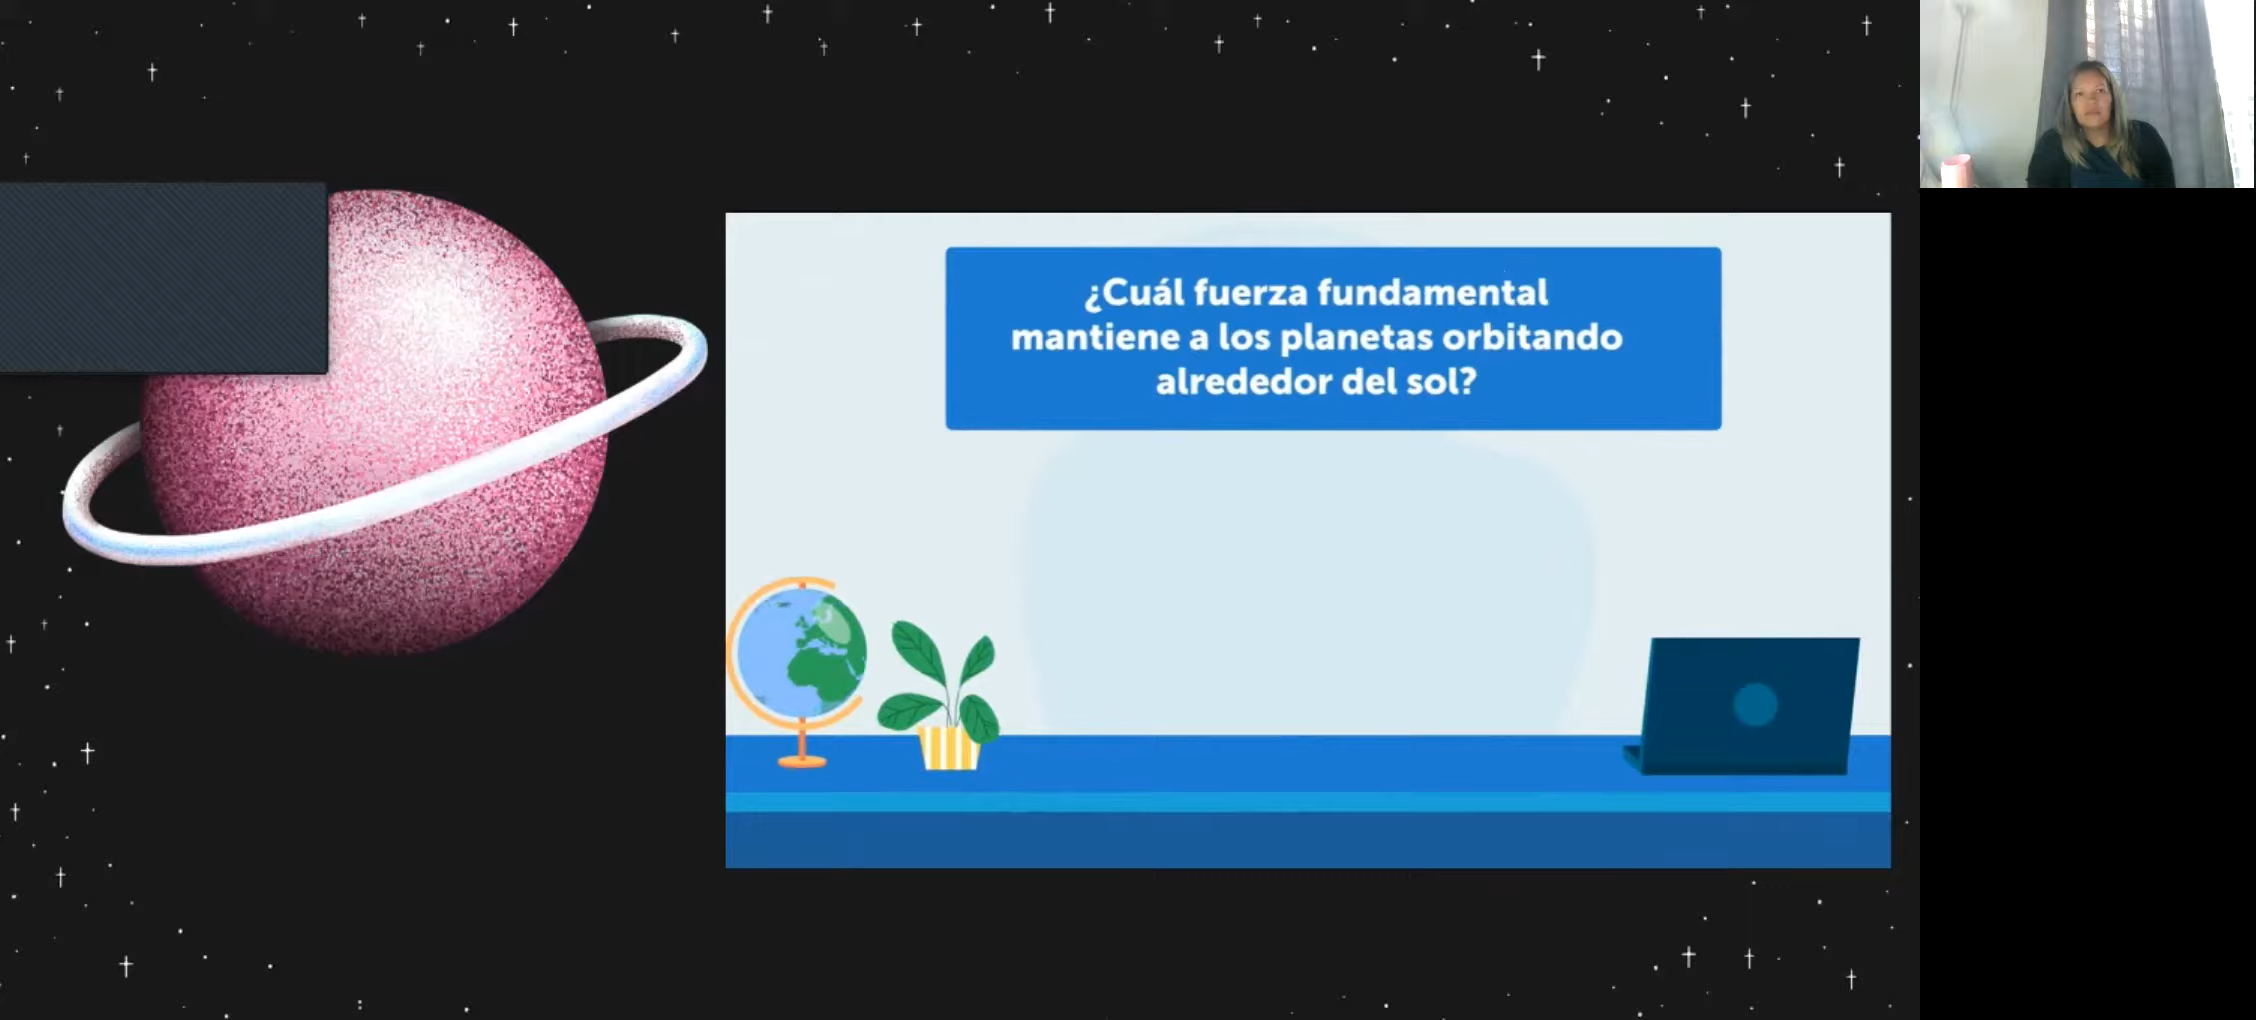 ¿Cuál fuerza fundamental
mantiene a los planetas orbitando
alrededor del sol?